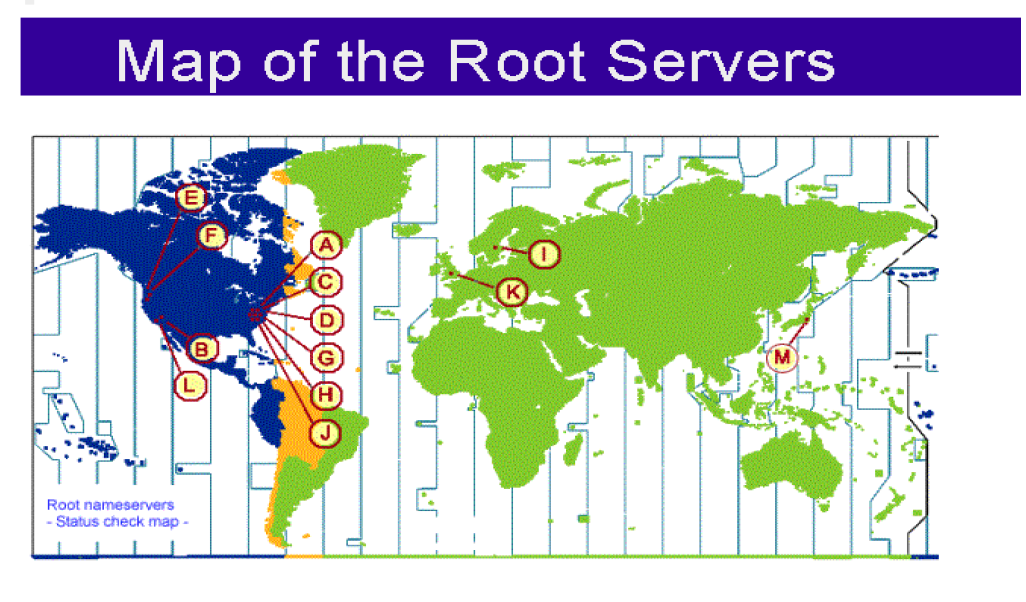 Map of the Root Servers
E
F
A
I
C
K
D
B
G
M
L
H
J
Root nameservers
- Status check map -